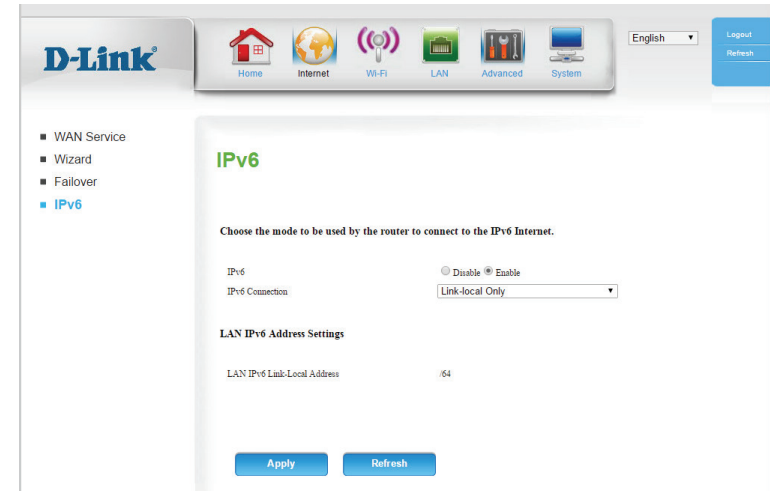 D-Link®
Home Internet Wi-Fi LAN Advanced System
English
Logout
Refresh
WAN Service
Wizard
Failover
IPv6
IPv6
Choose the mode to be used by the router to connect to the IPv6 Internet.
IPv6 Disable Enable
IPv6 Connection Link-local Only
LAN IPv6 Address Settings
LAN IPv6 Link-Local Address /64
Apply Refresh